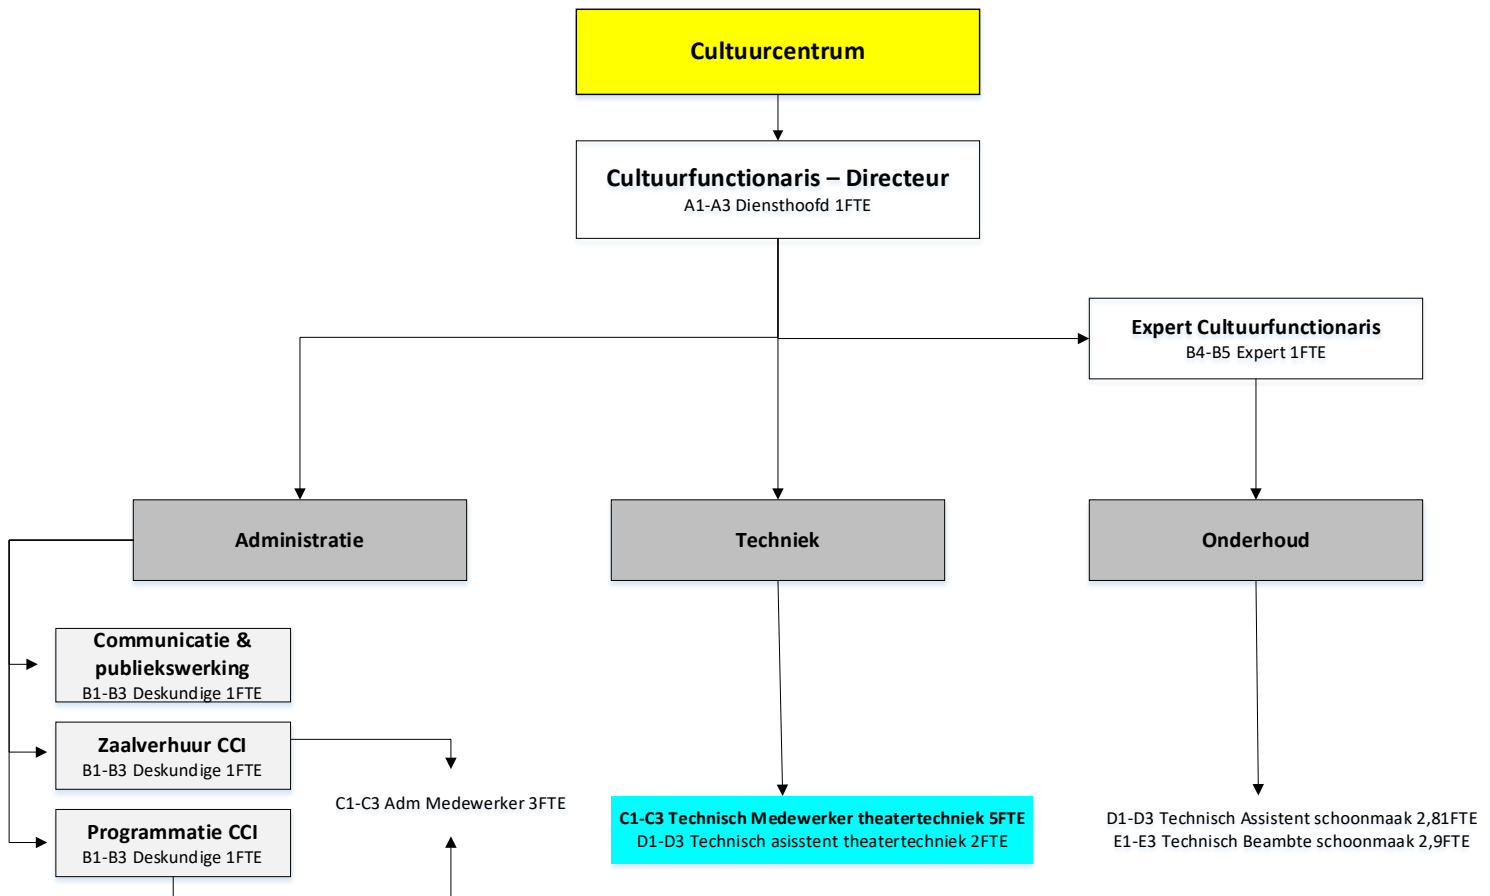 Cultuurcentrum
Cultuurfunctionaris – Directeur
A1-A3 Diensthoofd 1FTE
Expert Cultuurfunctionaris
B4-B5 Expert 1FTE
Administratie
Techniek
Onderhoud
Communicatie &
publiekswerking
B1-B3 Deskundige 1FTE
Zaalverhuur CCI
B1-B3 Deskundige 1FTE
Programmatie CCI
B1-B3 Deskundige 1FTE
C1-C3 Adm Medewerker 3FTE
C1-C3 Technisch Medewerker theatertechniek 5FTE
D1-D3 Technisch asisstent theatertechniek 2FTE
D1-D3 Technisch Assistent schoonmaak 2,81FTE
E1-E3 Technisch Beambte schoonmaak 2,9FTE